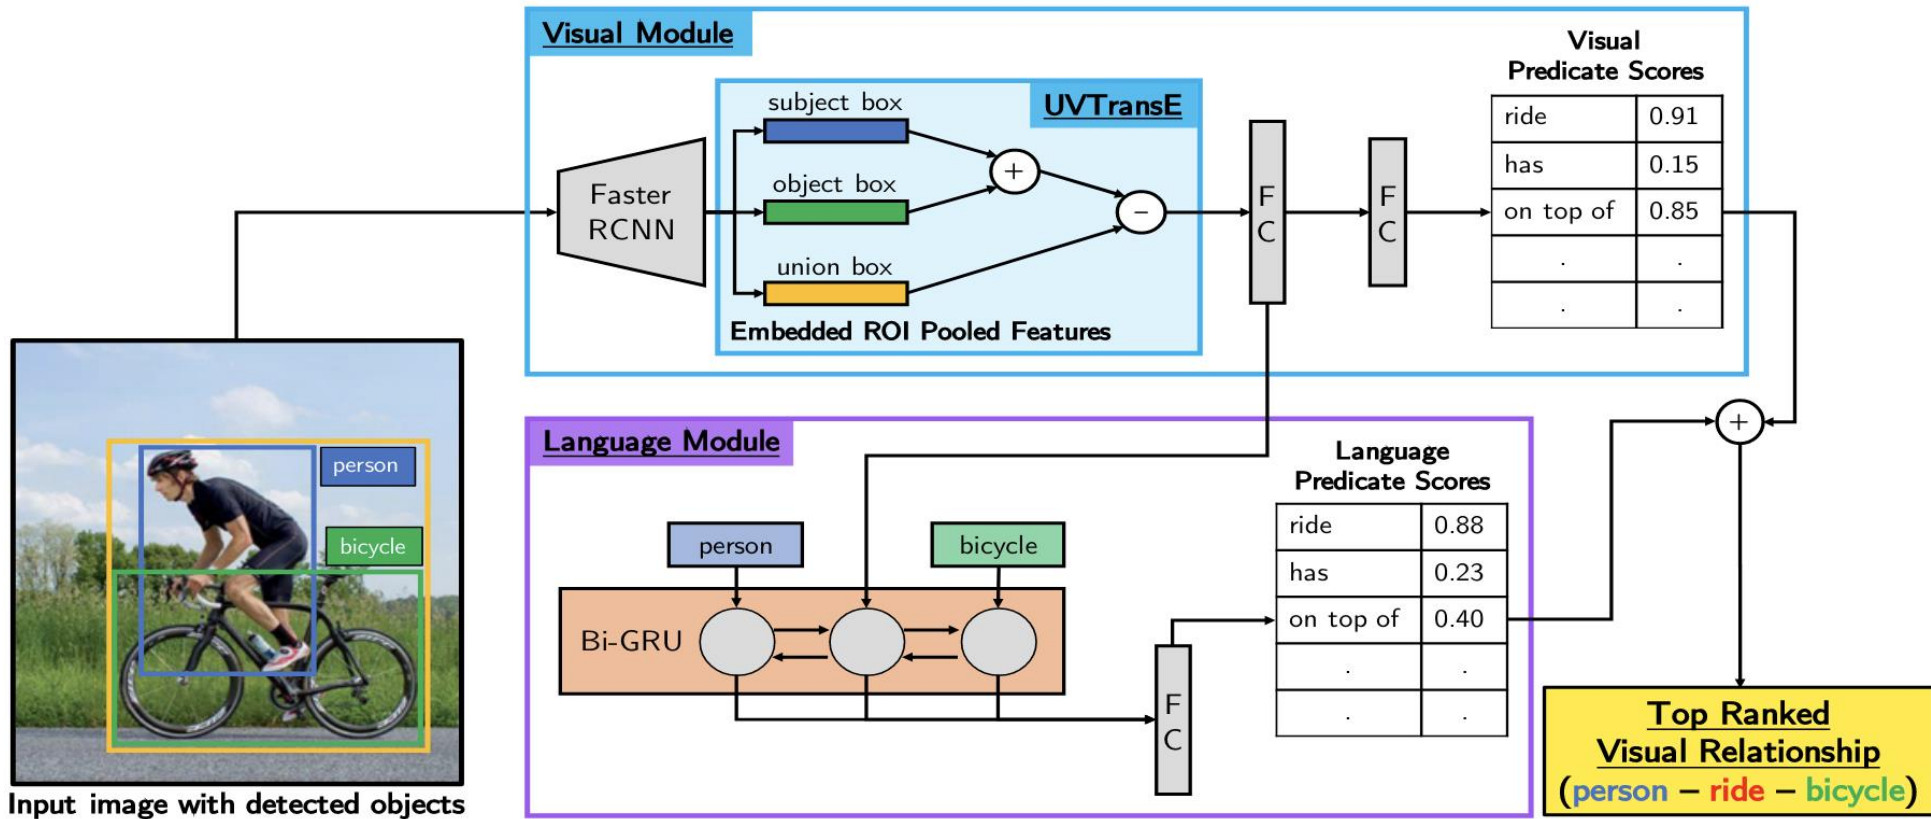 Visual Module
UVTransE
subject box
object box
union box
Embedded ROI Pooled Features
Faster
RCNN
+
−
F
C
F
C
Visual
Predicate Scores
ride 0.91
has 0.15
on top of 0.85
. .
. .
person
bicycle
Input image with detected objects
Language Module
person
bicycle
Bi-GRU
F
C
Language
Predicate Scores
ride 0.88
has 0.23
on top of 0.40
. .
. .
+
Top Ranked
Visual Relationship
(person – ride – bicycle)